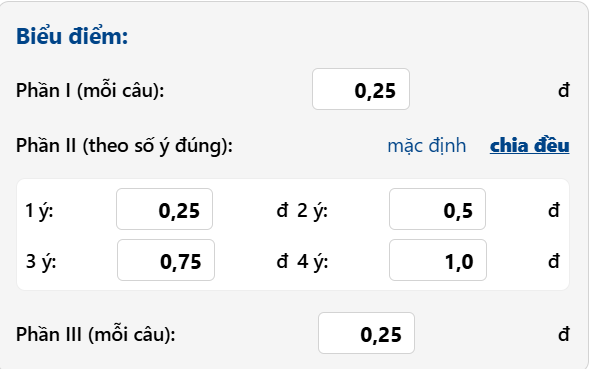 Biểu điểm:
Phần I (mỗi câu): 0,25 đ
Phần II (theo số ý đúng): mặc định chia đều
1 ý: 0,25 đ 2 ý: 0,5 đ
3 ý: 0,75 đ 4 ý: 1,0 đ
Phần III (mỗi câu): 0,25 đ